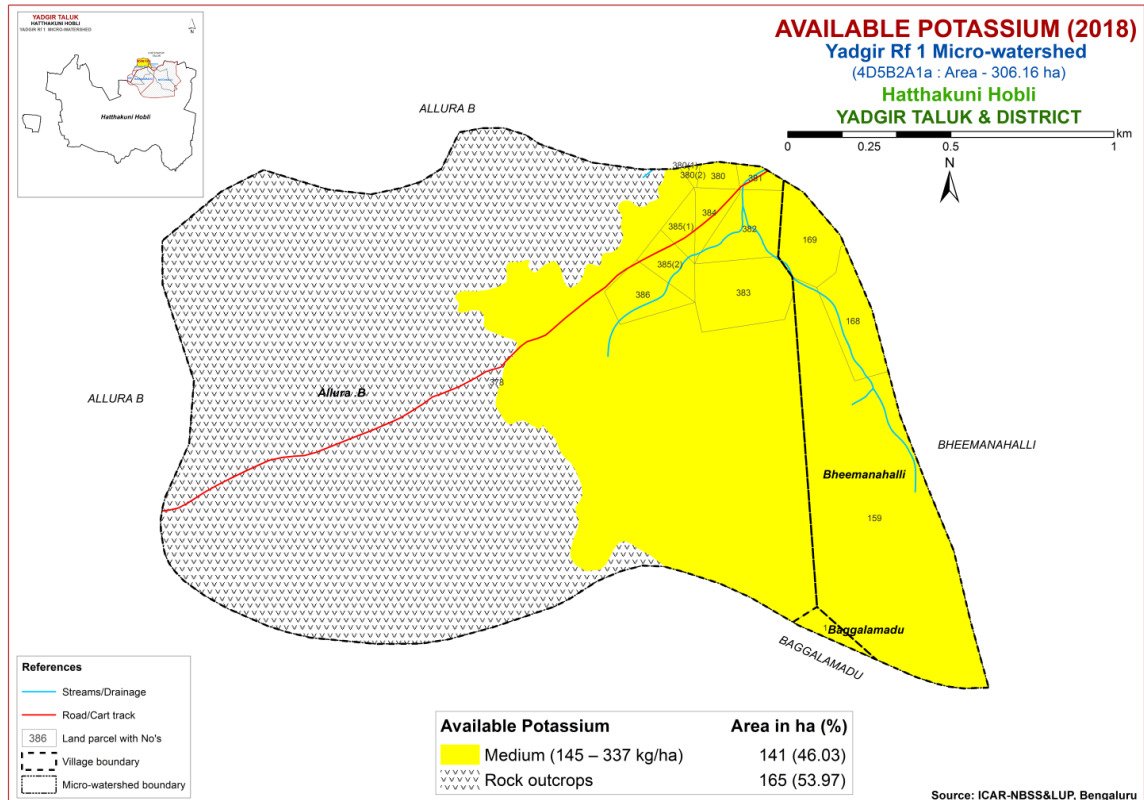 YADGIR TALUK
HATTHAKUNI HOBLI
YADGIR Rf 1 MICRO-WATERSHED
N
Hatthakuni Hobli
AVAILABLE POTASSIUM (2018)
Yadgir Rf 1 Micro-watershed
(4D5B2A1a : Area - 306.16 ha)
Hatthakuni Hobli
YADGIR TALUK & DISTRICT
km
0 0.25 0.5 1
N
ALLURA B
380(1)
380(2) 380 381
384
385(1) 382
169
385(2)
386 383
168
378
Allura .B
ALLURA B
BHEEMANAHALLI
Bheemanahalli
159
1
Baggalamadu
BAGGALAMADU
References
Streams/Drainage
Road/Cart track
386 Land parcel with No's
Village boundary
Micro-watershed boundary
Available Potassium Area in ha (%)
Medium (145 – 337 kg/ha) 141 (46.03)
Rock outcrops 165 (53.97)
Source: ICAR-NBSS&LUP, Bengaluru